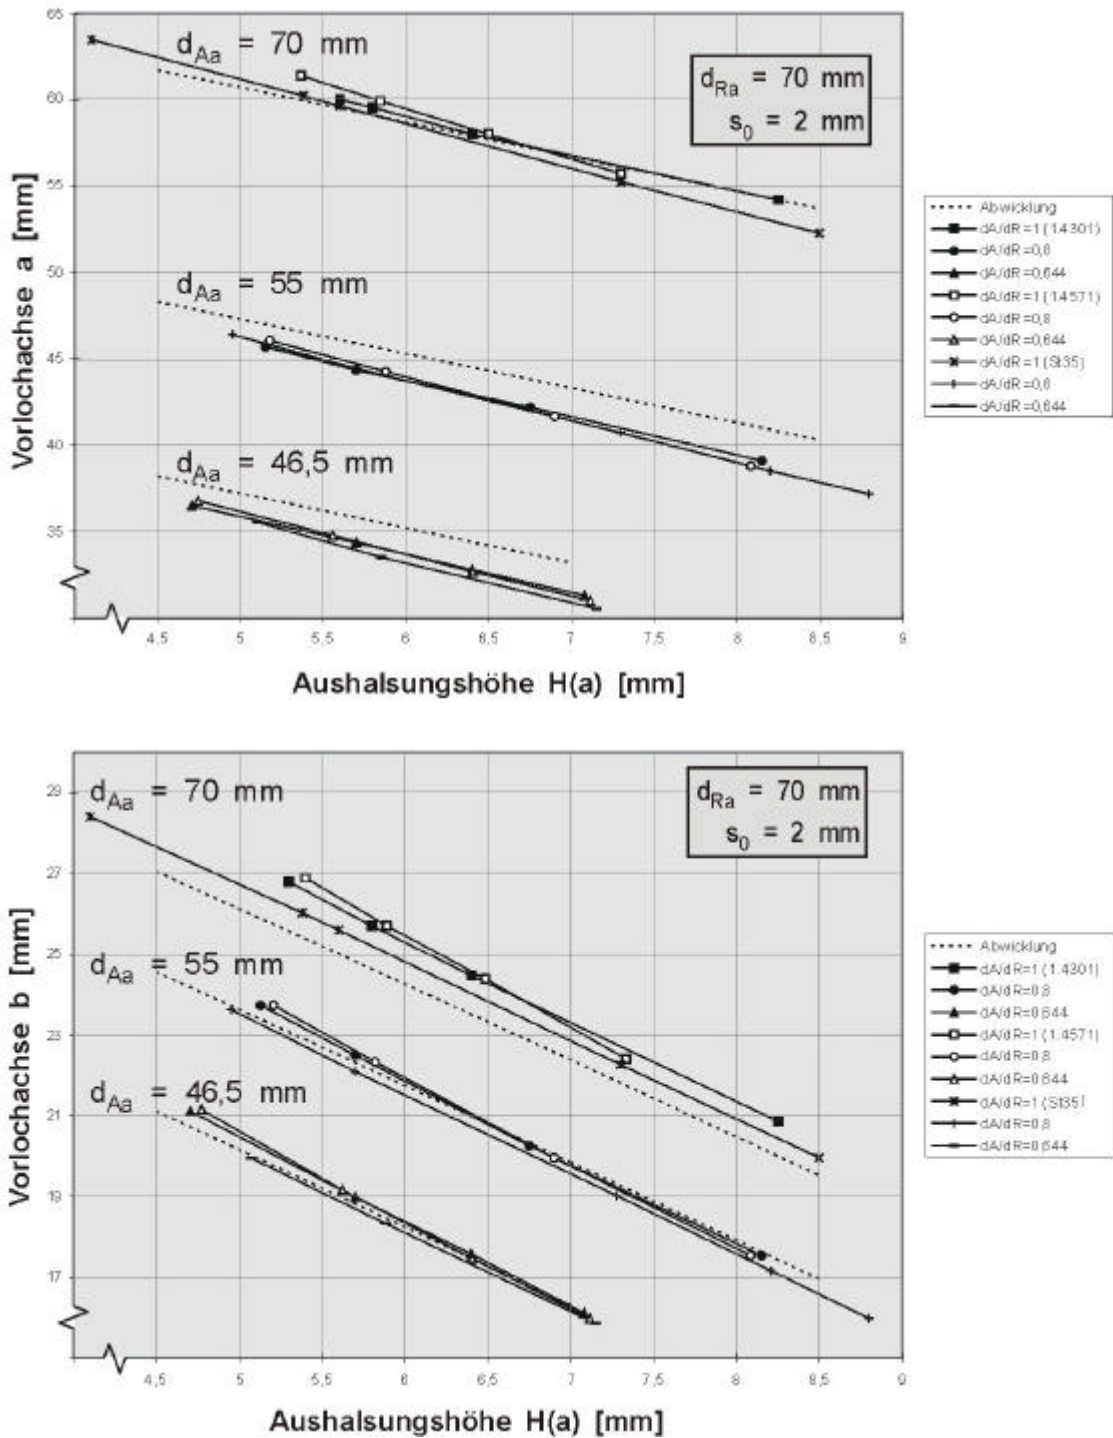 65
60
55
50
45
40
35
Vorlochachse a [mm]
d_Aa = 70 mm
d_Ra = 70 mm
s_0 = 2 mm
d_Aa = 55 mm
d_Aa = 46,5 mm
4,5 5 5,5 6 6,5 7 7,5 8 8,5 9
Aushalsungshöhe H(a) [mm]
Abwicklung
dA/dR=1 (1.4301)
dA/dR=0,8
dA/dR=0,644
dA/dR=1 (1.4571)
dA/dR=0,8
dA/dR=0,644
dA/dR=1 (St35)
dA/dR=0,8
dA/dR=0,644
29
27
25
23
21
19
17
Vorlochachse b [mm]
d_Aa = 70 mm
d_Ra = 70 mm
s_0 = 2 mm
d_Aa = 55 mm
d_Aa = 46,5 mm
4,5 5 5,5 6 6,5 7 7,5 8 8,5 9
Aushalsungshöhe H(a) [mm]
Abwicklung
dA/dR=1 (1.4301)
dA/dR=0,8
dA/dR=0,644
dA/dR=1 (1.4571)
dA/dR=0,8
dA/dR=0,644
dA/dR=1 (St35)
dA/dR=0,8
dA/dR=0,644